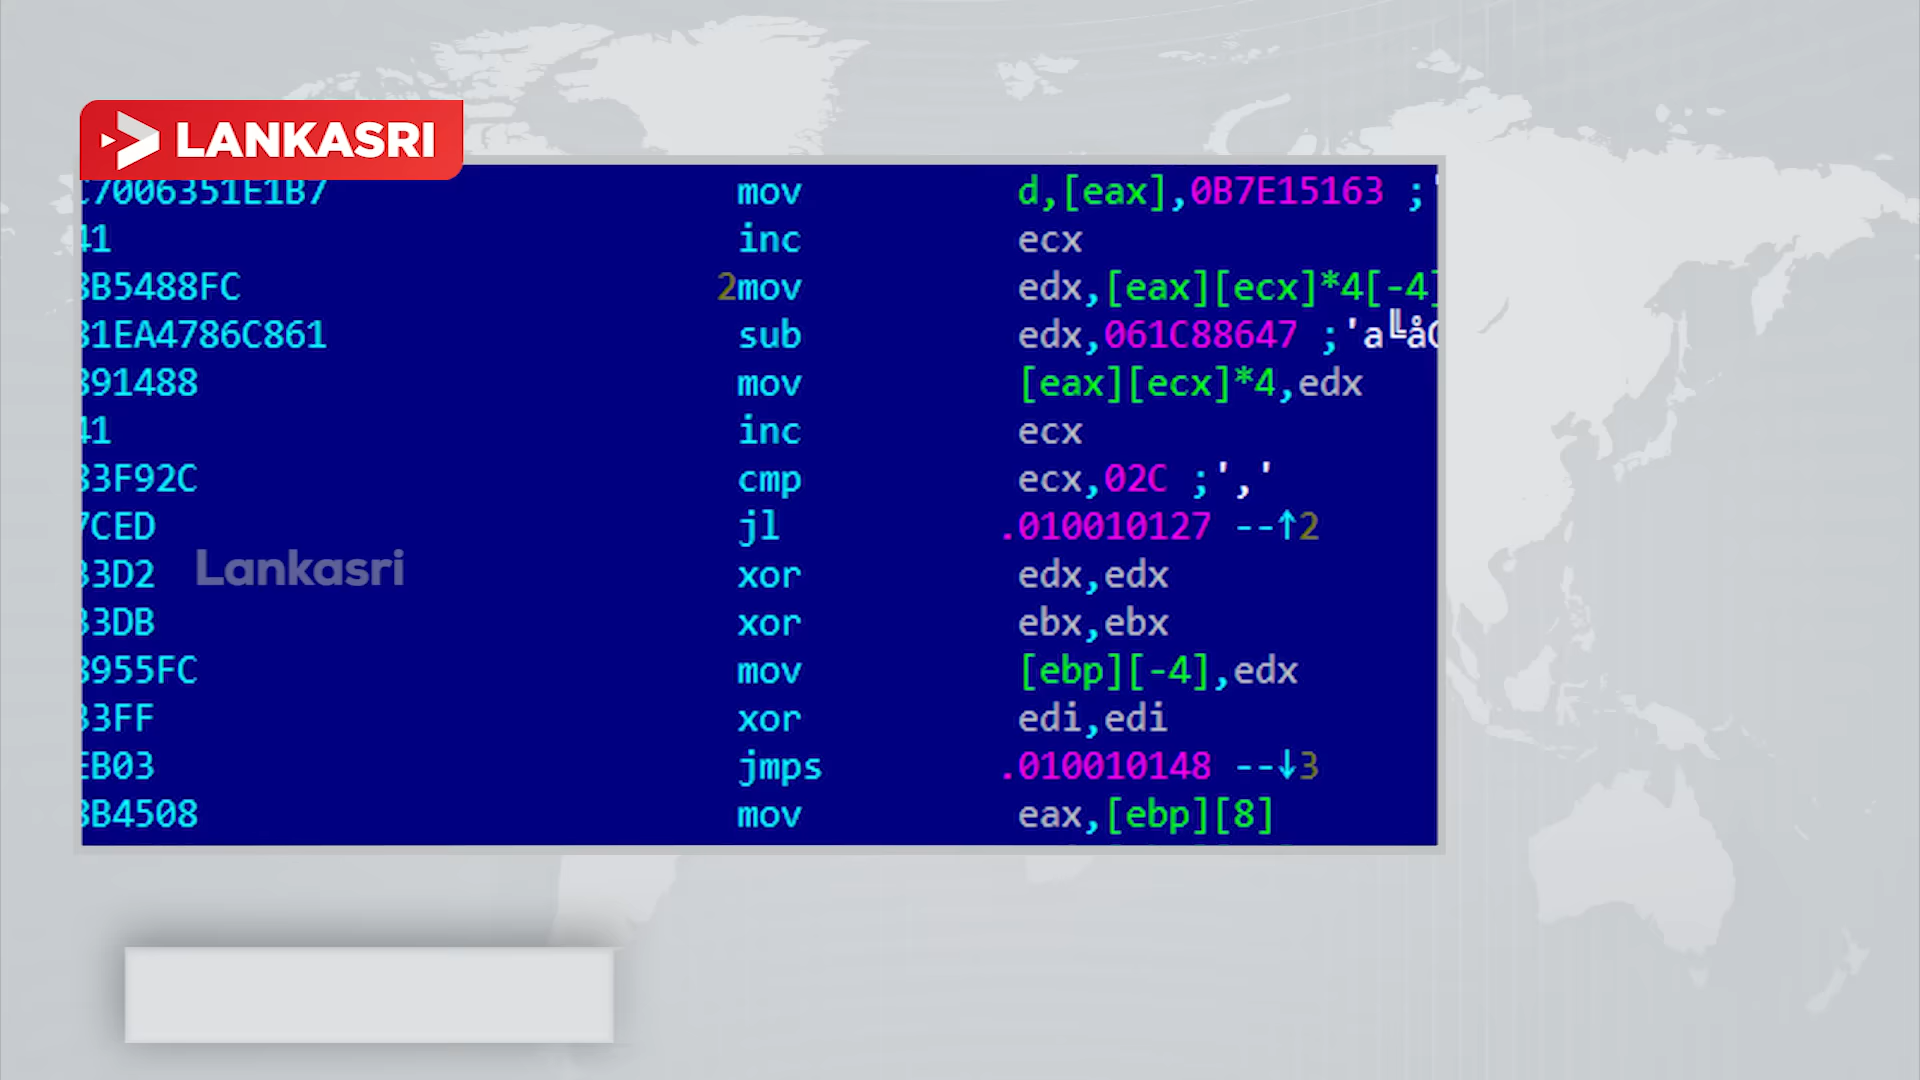 LANKASRI
C7006351E1B7 mov d,[eax],0B7E15163 ;'
41 inc ecx
8B5488FC 2mov edx,[eax][ecx]*4[-4]
81EA4786C861 sub edx,061C88647 ;'a╚å
891488 mov [eax][ecx]*4,edx
41 inc ecx
83F92C cmp ecx,02C ;','
7CED jl .010010127 --↑2
33D2 xor edx,edx
Lankasri
33DB xor ebx,ebx
8955FC mov [ebp][-4],edx
33FF xor edi,edi
EB03 jmps .010010148 --↓3
8B4508 mov eax,[ebp][8]